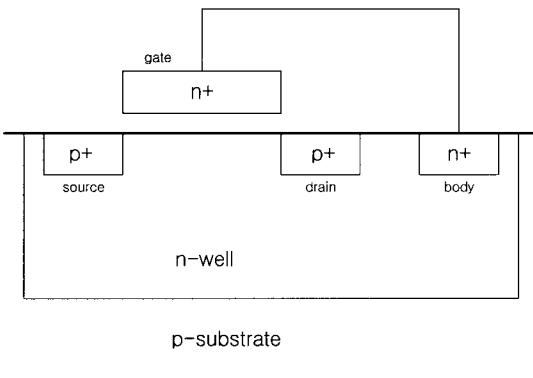 gate
n+
p+
p+
n+
source
drain
body
n-well
p-substrate